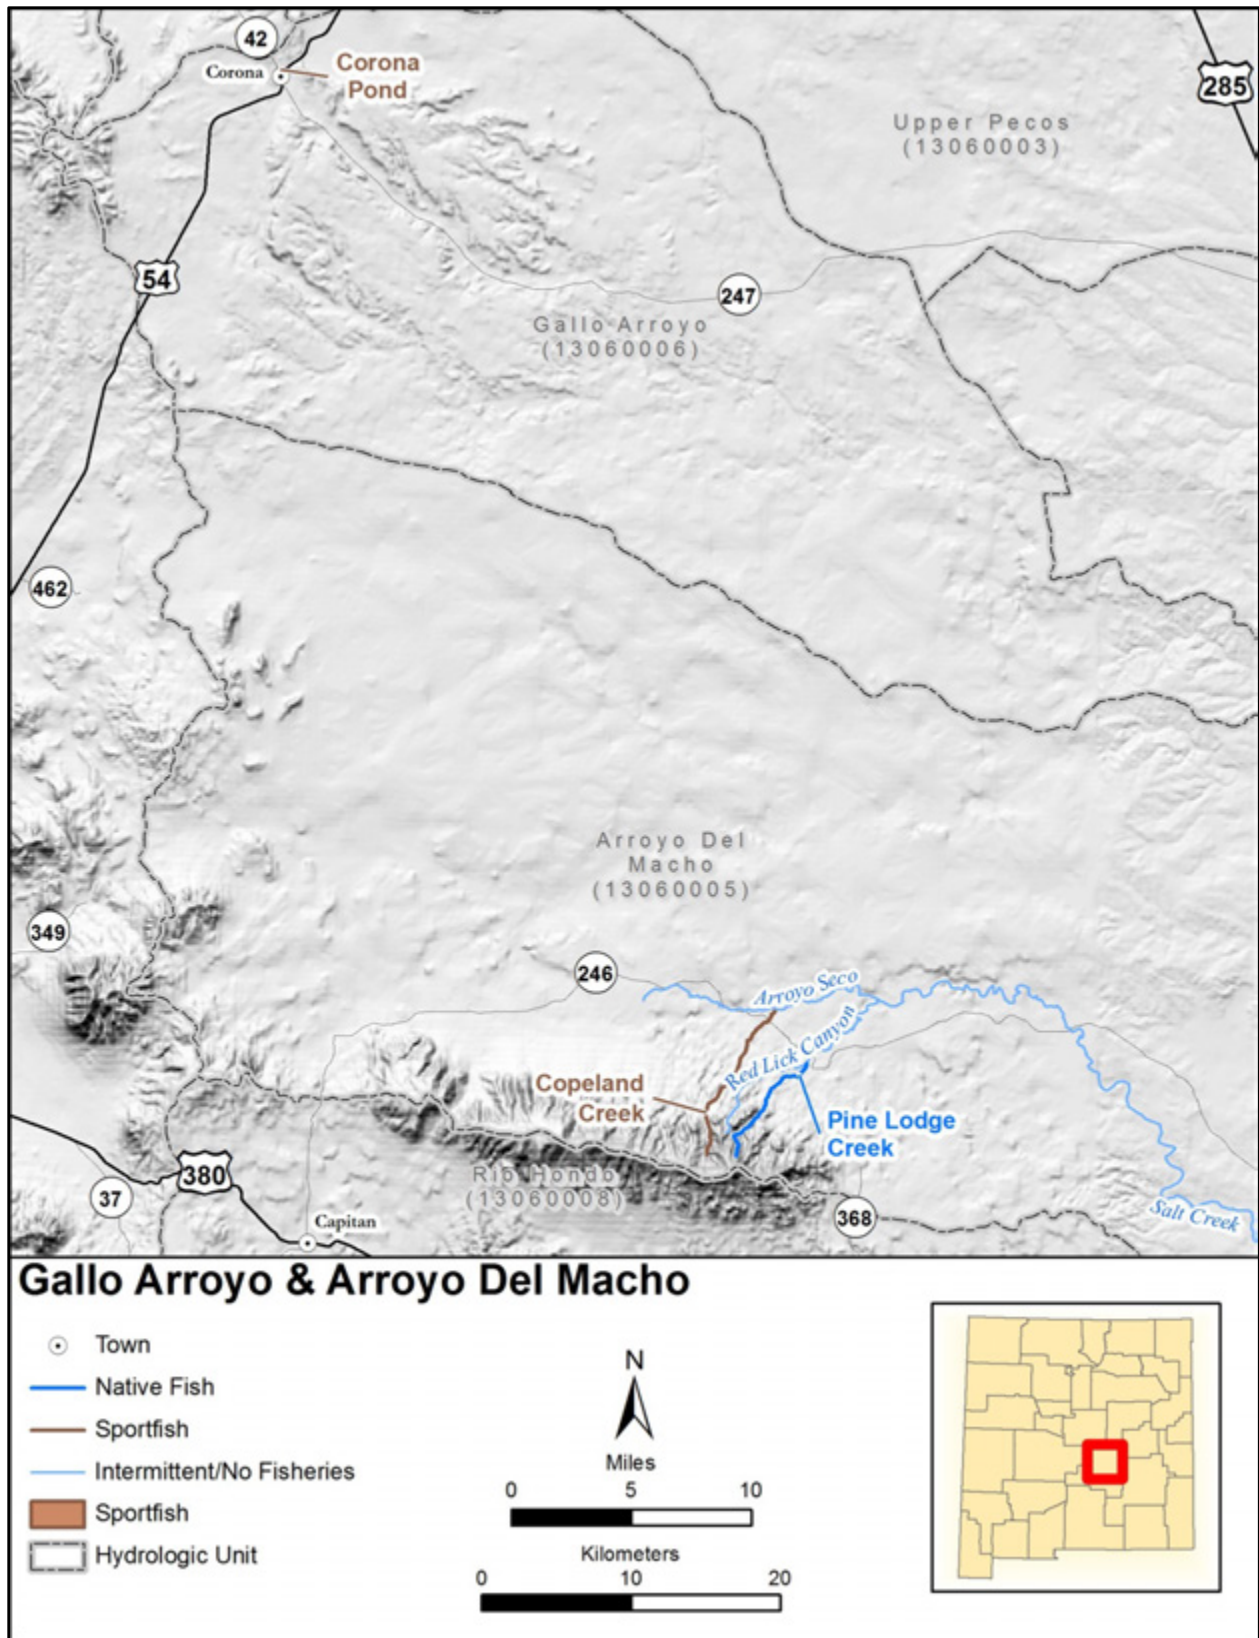 42
Corona
Corona
Pond
285
Upper Pecos
(13060003)
54
247
Gallo Arroyo
(13060006)
462
Arroyo Del
Macho
(13060005)
349
246
Arroyo Seco
Red Lick Canyon
Copeland
Creek
Pine Lodge
Creek
380
Rio Hondo
(13060008)
37
368
Salt Creek
Capitan
Gallo Arroyo & Arroyo Del Macho
Town
Native Fish
Sportfish
Intermittent/No Fisheries
Sportfish
Hydrologic Unit
N
Miles
0 5 10
Kilometers
0 10 20